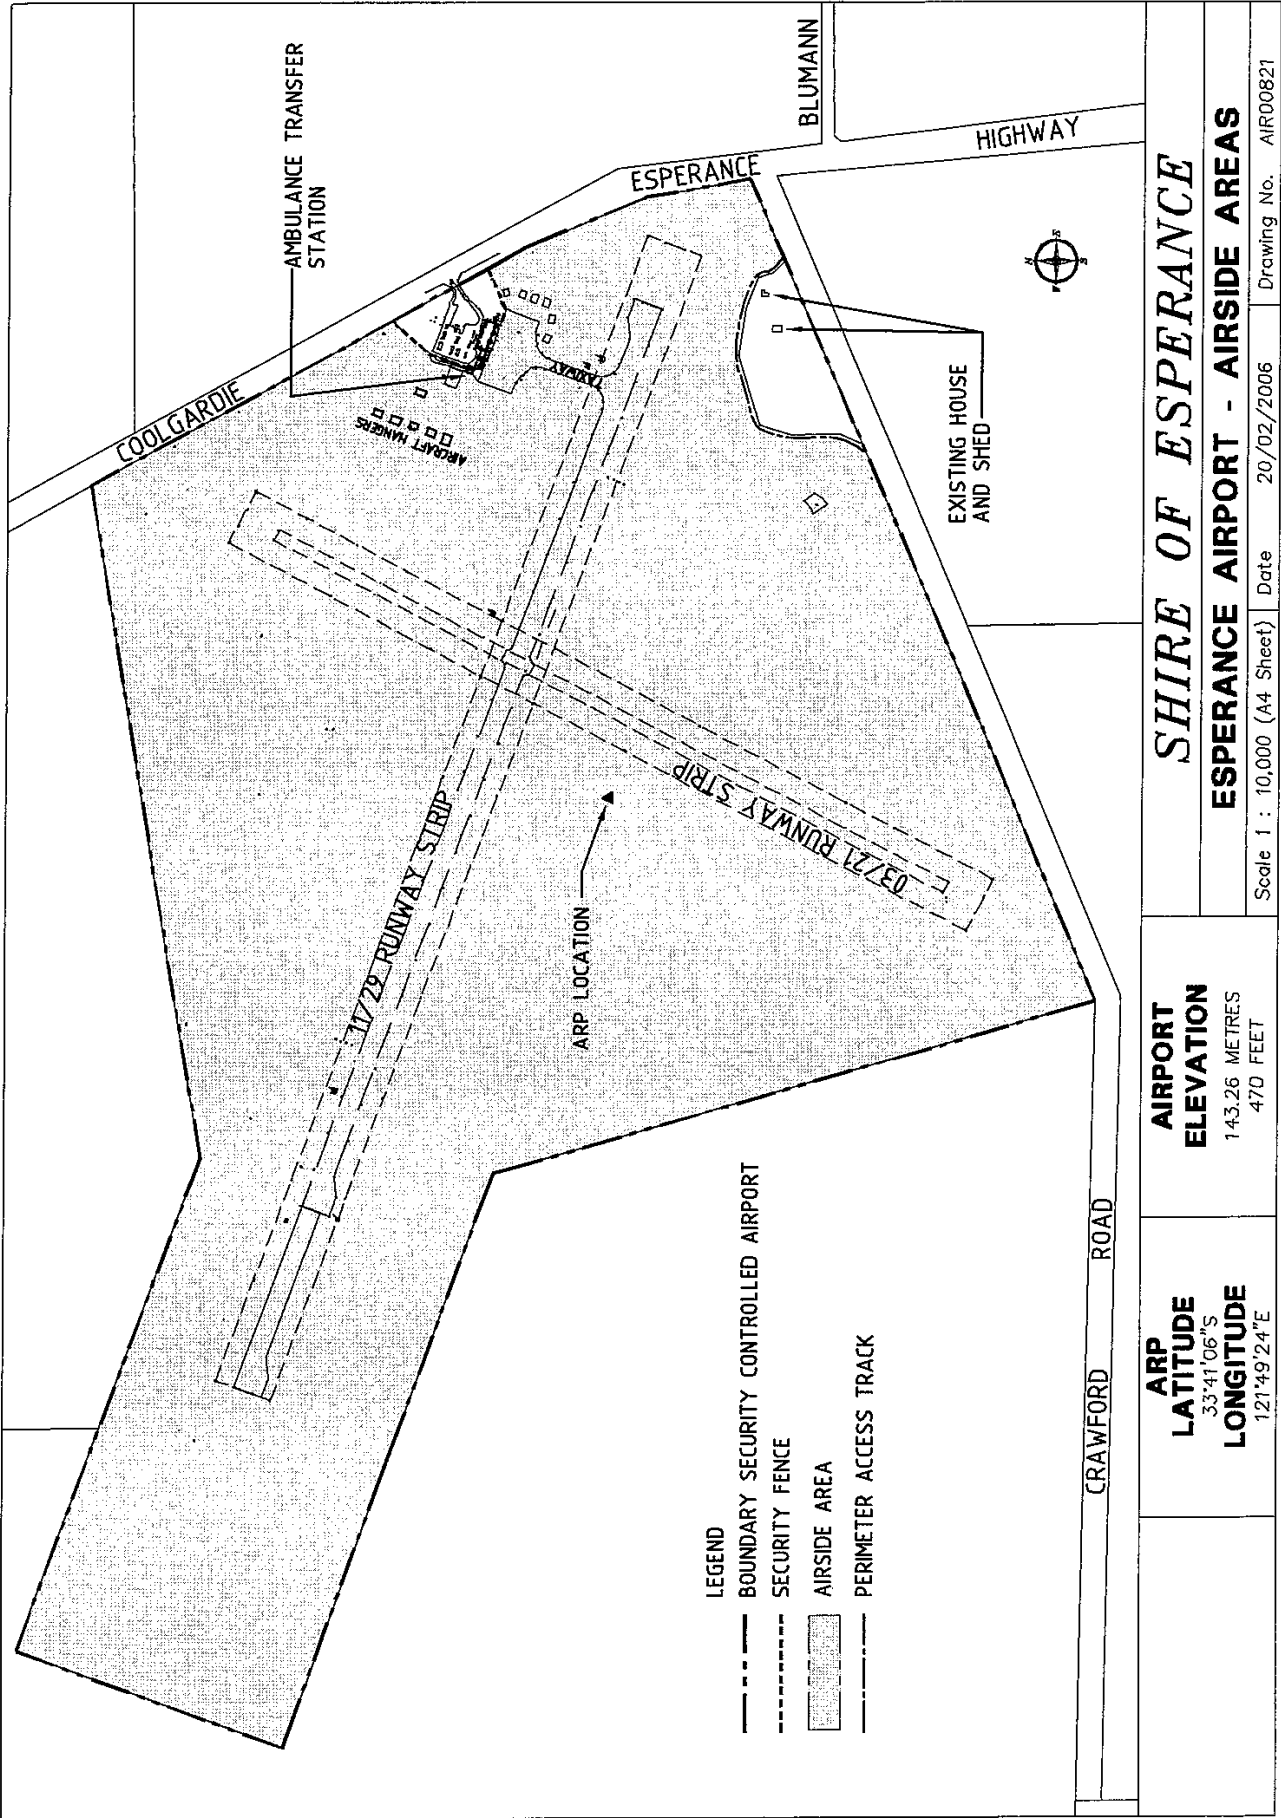 COOLGARDIE
ESPERANCE
HIGHWAY
BLUMANN
AMBULANCE TRANSFER
STATION
AIRCRAFT HANGERS
TAXIWAY
11/29 RUNWAY STRIP
03/21 RUNWAY STRIP
ARP LOCATION
EXISTING HOUSE
AND SHED
CRAWFORD ROAD
N
E
S
LEGEND
BOUNDARY SECURITY CONTROLLED AIRPORT
SECURITY FENCE
AIRSIDE AREA
PERIMETER ACCESS TRACK
ARP
LATITUDE
33°41'06"S
LONGITUDE
121°49'24"E
AIRPORT
ELEVATION
143.26 METRES
470 FEET
SHIRE OF ESPERANCE
ESPERANCE AIRPORT - AIRSIDE AREAS
Scale 1 : 10,000 (A4 Sheet) Date 20/02/2006 Drawing No. AIR00821